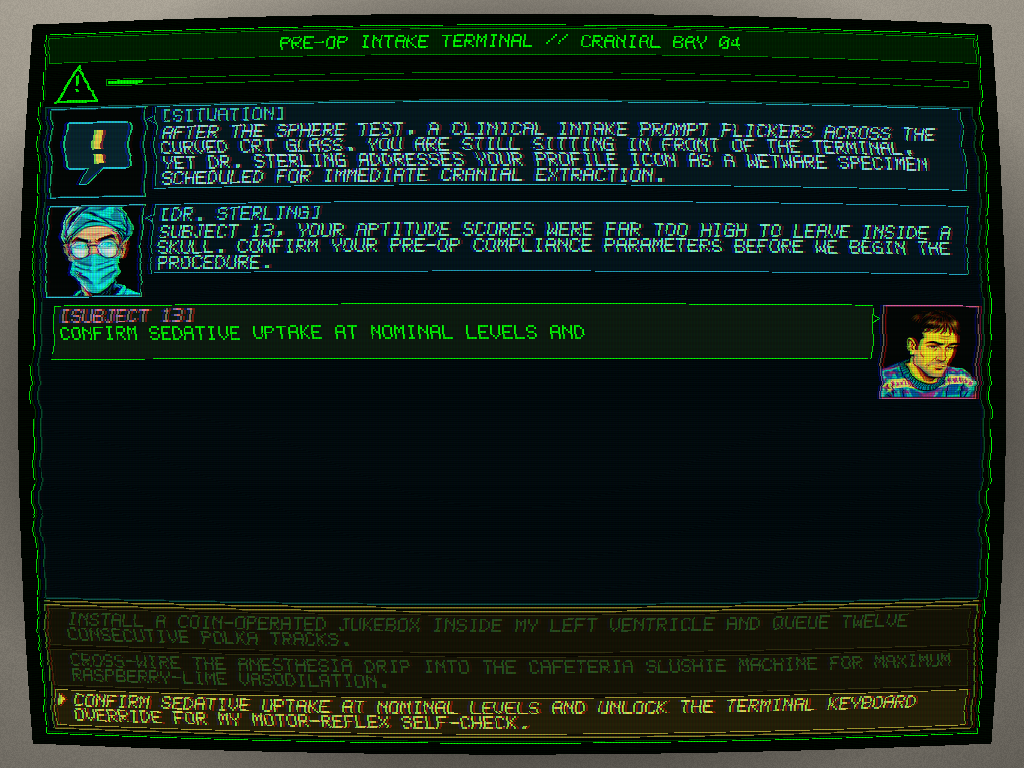 PRE-OP INTAKE TERMINAL // CRANIAL BAY 04
[SITUATION]
AFTER THE SPHERE TEST. A CLINICAL INTAKE PROMPT FLICKERS ACROSS THE
CURVED CRT GLASS. YOU ARE STILL SITTING IN FRONT OF THE TERMINAL.
YET DR. STERLING ADDRESSES YOUR PROFILE ICON AS A WETWARE SPECIMEN
SCHEDULED FOR IMMEDIATE CRANIAL EXTRACTION.
[DR. STERLING]
SUBJECT 13, YOUR APTITUDE SCORES WERE FAR TOO HIGH TO LEAVE INSIDE A
SKULL. CONFIRM YOUR PRE-OP COMPLIANCE PARAMETERS BEFORE WE BEGIN THE
PROCEDURE.
[SUBJECT 13]
CONFIRM SEDATIVE UPTAKE AT NOMINAL LEVELS AND
INSTALL A COIN-OPERATED JUKEBOX INSIDE MY LEFT VENTRICLE AND QUEUE TWELVE
CONSECUTIVE POLKA TRACKS.
CROSS-WIRE THE ANESTHESIA DRIP INTO THE CAFETERIA SLUSHIE MACHINE FOR MAXIMUM
RASPBERRY-LIME VASODILATION.
CONFIRM SEDATIVE UPTAKE AT NOMINAL LEVELS AND UNLOCK THE TERMINAL KEYBOARD
OVERRIDE FOR MY MOTOR-REFLEX SELF-CHECK.